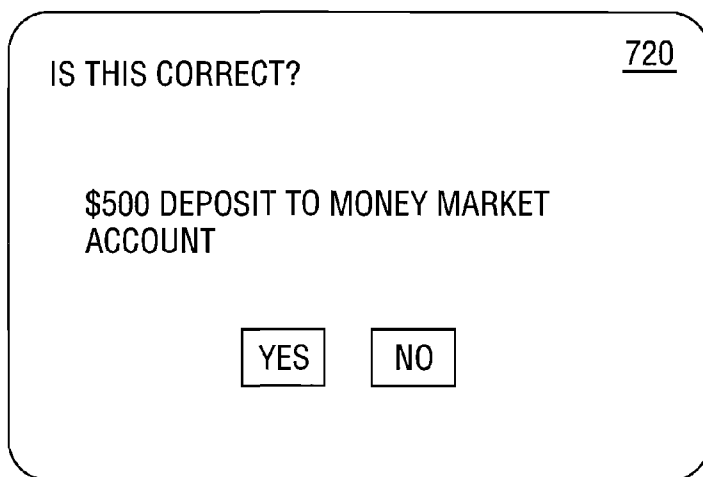 720
IS THIS CORRECT?
$500 DEPOSIT TO MONEY MARKET
ACCOUNT
YES NO